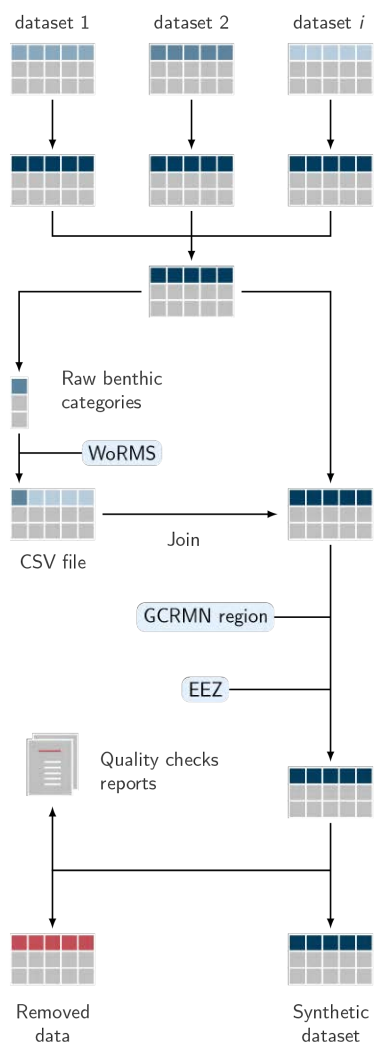 dataset 1
dataset 2
dataset i
Raw benthic
categories
WoRMS
CSV file
Join
GCRMN region
EEZ
Quality checks
reports
Removed
data
Synthetic
dataset